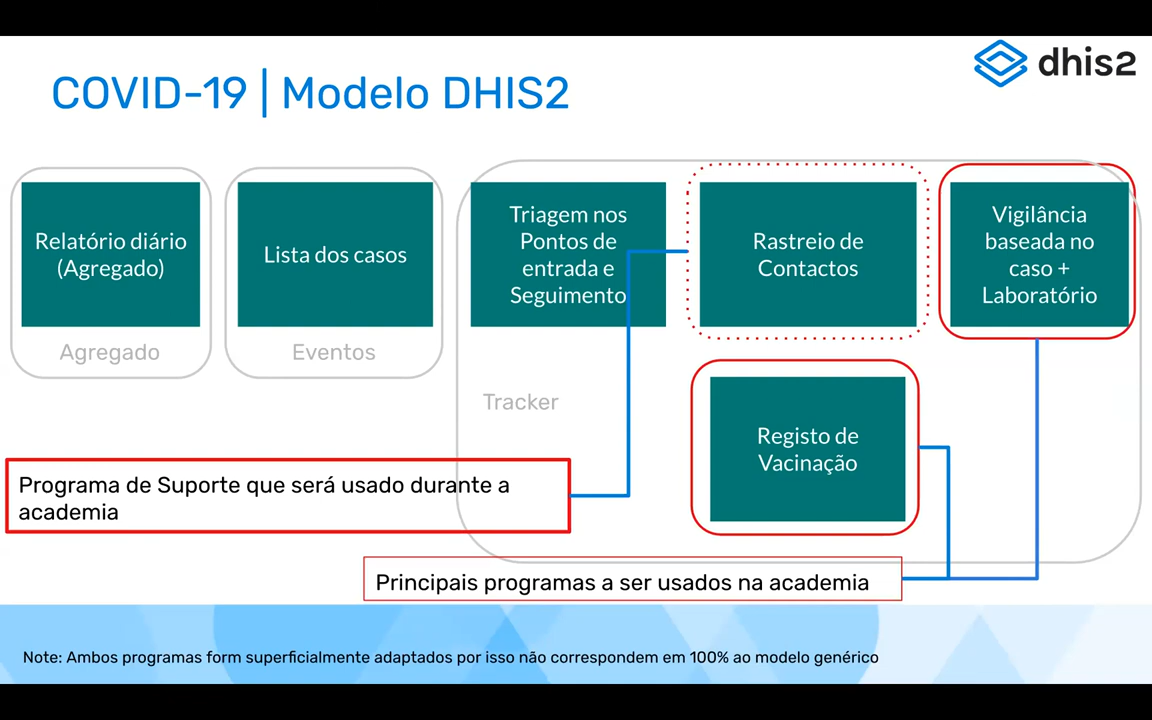 dhis2
COVID-19 | Modelo DHIS2
Relatório diário
(Agregado)
Agregado
Lista dos casos
Eventos
Triagem nos
Pontos de
entrada e
Seguimento
Rastreio de
Contactos
Vigilância
baseada no
caso +
Laboratório
Tracker
Registo de
Vacinação
Programa de Suporte que será usado durante a
academia
Principais programas a ser usados na academia
Note: Ambos programas form superficialmente adaptados por isso não correspondem em 100% ao modelo genérico